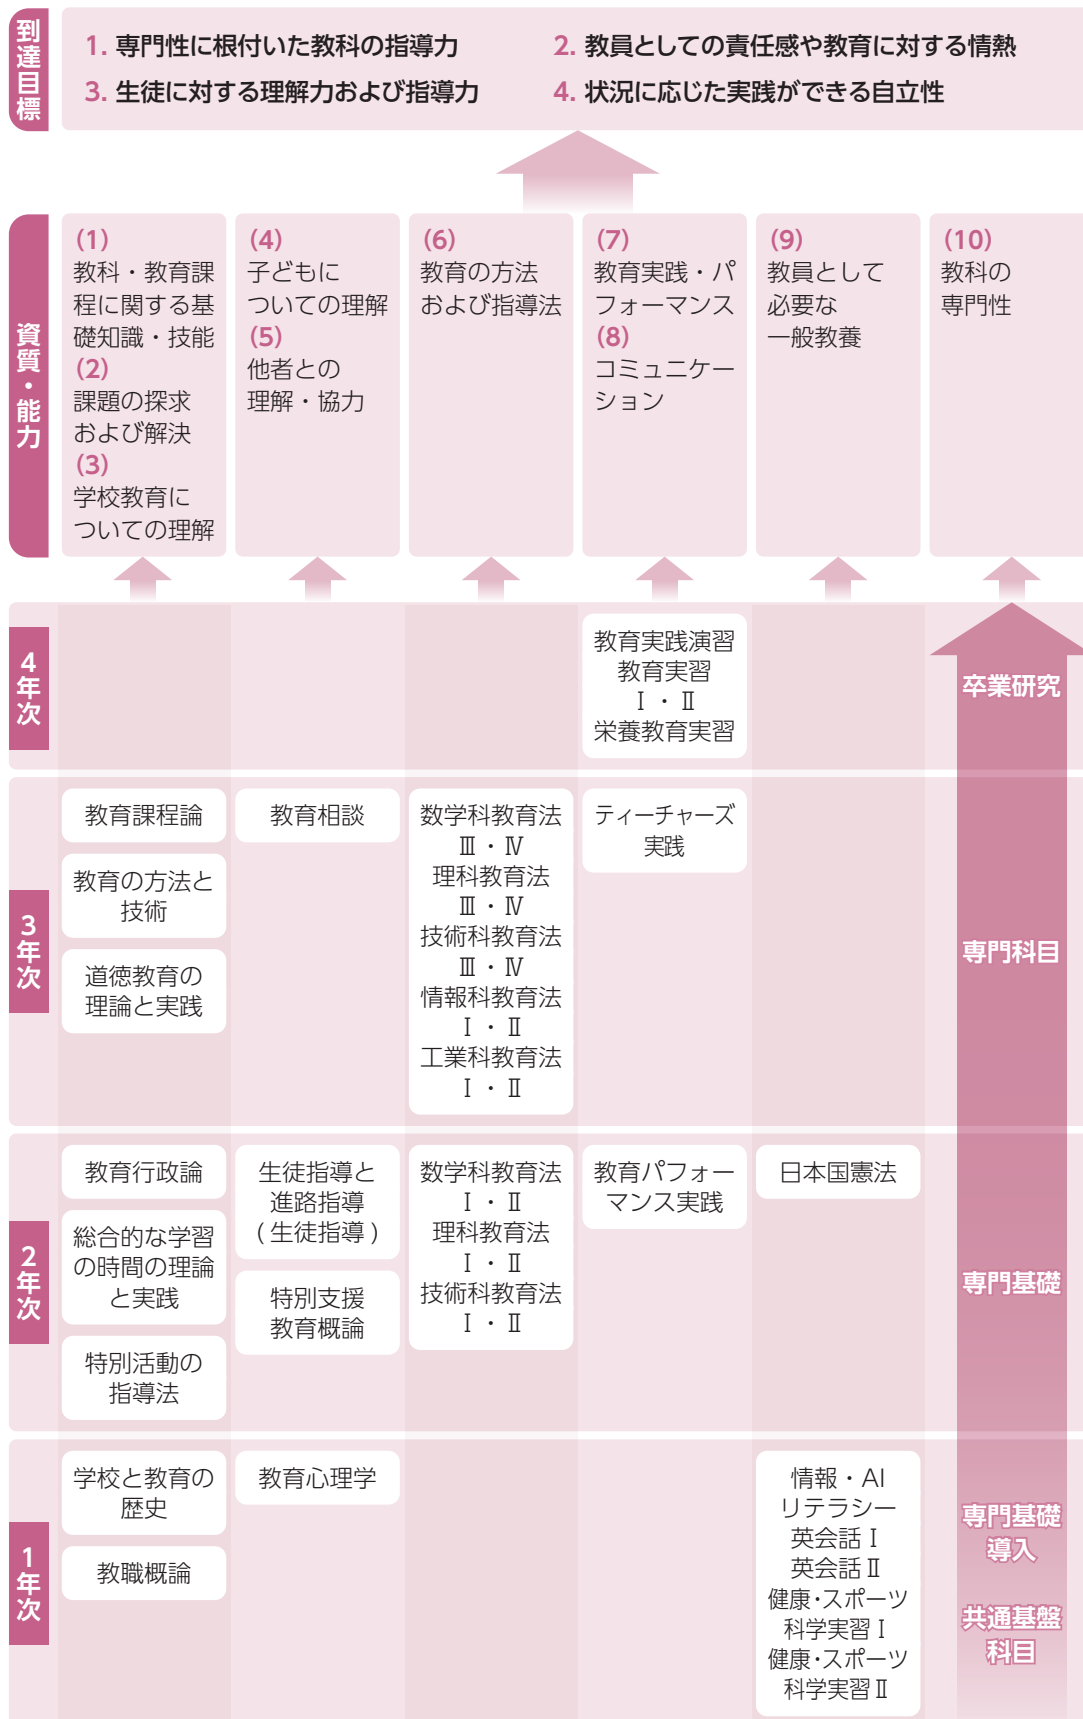 到達目標
1. 専門性に根付いた教科の指導力
2. 教員としての責任感や教育に対する情熱
3. 生徒に対する理解力および指導力
4. 状況に応じた実践ができる自立性
資質・能力
(1)
教科・教育課
程に関する基
礎知識・技能
(2)
課題の探求
および解決
(3)
学校教育に
ついての理解
(4)
子どもに
ついての理解
(5)
他者との
理解・協力
(6)
教育の方法
および指導法
(7)
教育実践・パ
フォーマンス
(8)
コミュニケー
ション
(9)
教員として
必要な
一般教養
(10)
教科の
専門性
4年次
教育実践演習
教育実習
Ⅰ・Ⅱ
栄養教育実習
卒業研究
3年次
教育課程論
教育の方法と
技術
道徳教育の
理論と実践
教育相談
数学科教育法
Ⅲ・Ⅳ
理科教育法
Ⅲ・Ⅳ
技術科教育法
Ⅲ・Ⅳ
情報科教育法
Ⅰ・Ⅱ
工業科教育法
Ⅰ・Ⅱ
ティーチャーズ
実践
専門科目
2年次
教育行政論
総合的な学習
の時間の理論
と実践
特別活動の
指導法
生徒指導と
進路指導
(生徒指導)
特別支援
教育概論
数学科教育法
Ⅰ・Ⅱ
理科教育法
Ⅰ・Ⅱ
技術科教育法
Ⅰ・Ⅱ
教育パフォー
マンス実践
日本国憲法
専門基礎
1年次
学校と教育の
歴史
教職概論
教育心理学
情報・AI
リテラシー
英会話Ⅰ
英会話Ⅱ
健康・スポーツ
科学実習Ⅰ
健康・スポーツ
科学実習Ⅱ
専門基礎
導入
共通基盤
科目